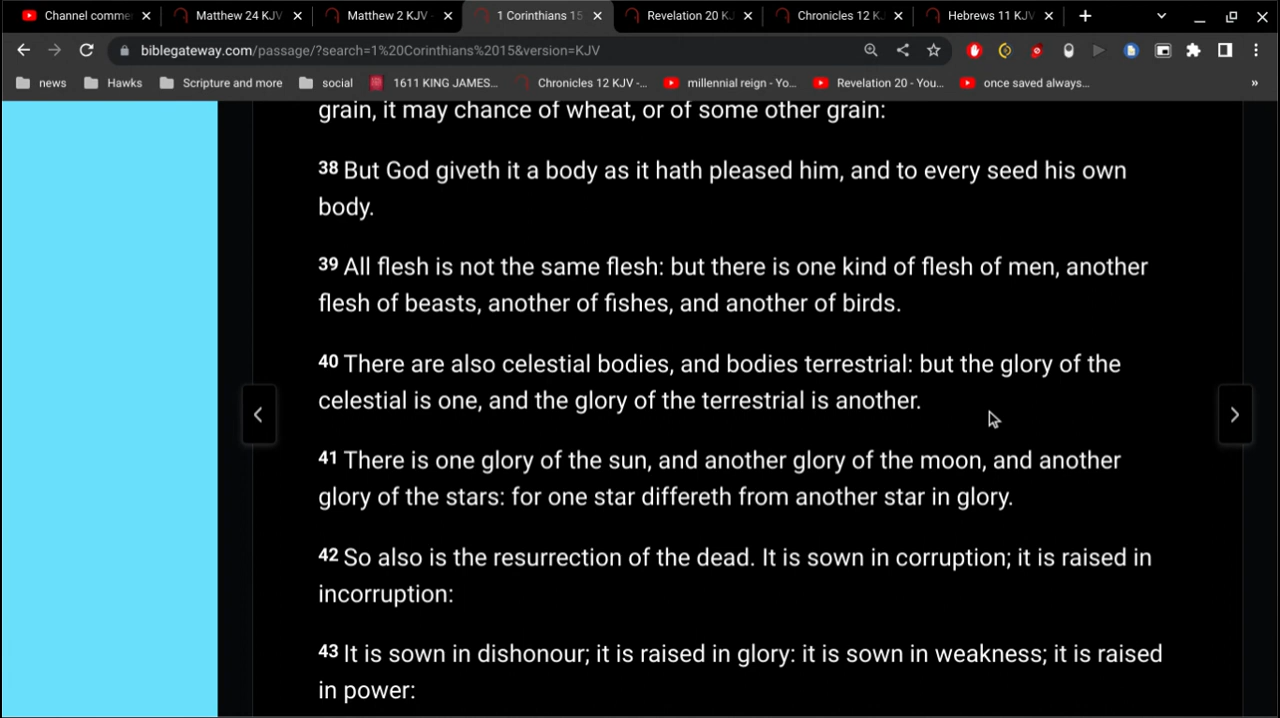 Channel comme
Matthew 24 KJV
Matthew 2 KJV -
1 Corinthians 15
Revelation 20 KJ
Chronicles 12 KJ
Hebrews 11 KJV
biblegateway.com/passage/?search=1%20Corinthians%2015&version=KJV
news
Hawks
Scripture and more
social
1611 KING JAMES...
Chronicles 12 KJV -...
millennial reign - Yo...
Revelation 20 - You...
once saved always...
»
grain, it may chance of wheat, or of some other grain:
38 But God giveth it a body as it hath pleased him, and to every seed his own
body.
39 All flesh is not the same flesh: but there is one kind of flesh of men, another
flesh of beasts, another of fishes, and another of birds.
40 There are also celestial bodies, and bodies terrestrial: but the glory of the
celestial is one, and the glory of the terrestrial is another.
41 There is one glory of the sun, and another glory of the moon, and another
glory of the stars: for one star differeth from another star in glory.
42 So also is the resurrection of the dead. It is sown in corruption; it is raised in
incorruption:
43 It is sown in dishonour; it is raised in glory: it is sown in weakness; it is raised
in power: